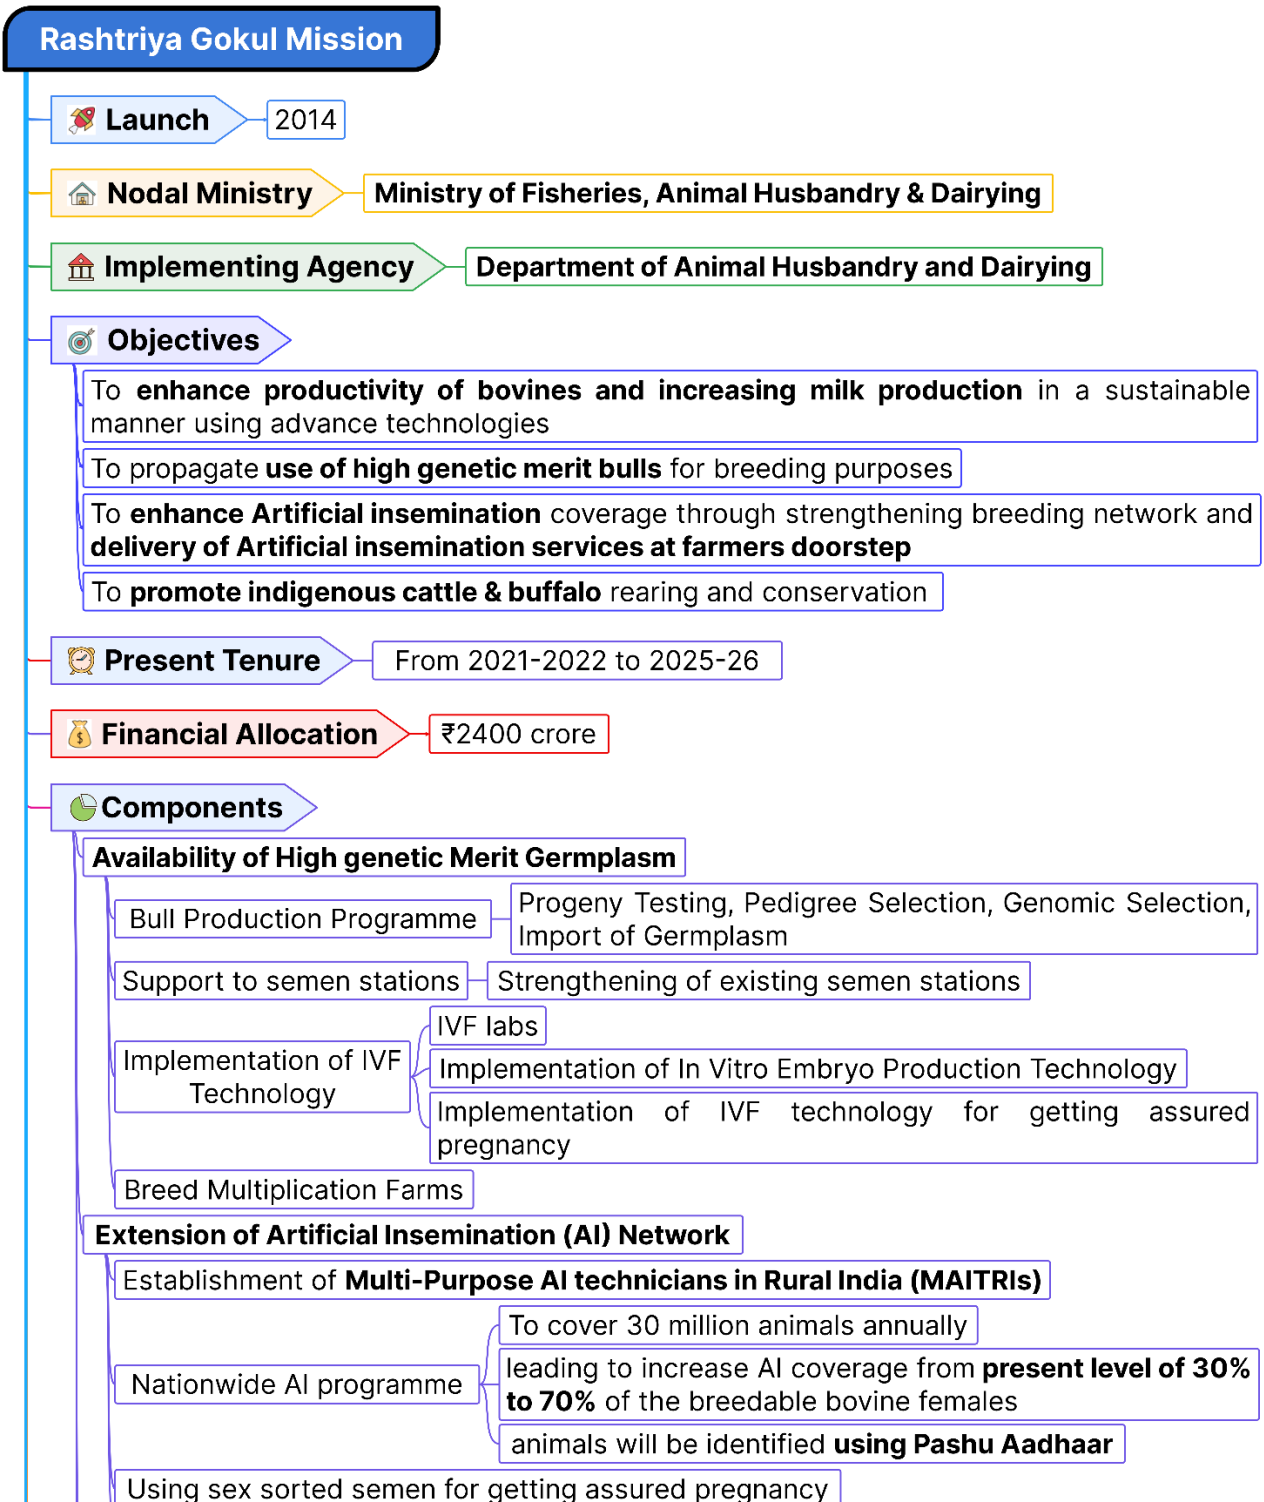 Rashtriya Gokul Mission
Launch
2014
Nodal Ministry
Ministry of Fisheries, Animal Husbandry & Dairying
Implementing Agency
Department of Animal Husbandry and Dairying
Objectives
To enhance productivity of bovines and increasing milk production in a sustainable
manner using advance technologies
To propagate use of high genetic merit bulls for breeding purposes
To enhance Artificial insemination coverage through strengthening breeding network and
delivery of Artificial insemination services at farmers doorstep
To promote indigenous cattle & buffalo rearing and conservation
Present Tenure
From 2021-2022 to 2025-26
Financial Allocation
₹2400 crore
Components
Availability of High genetic Merit Germplasm
Bull Production Programme
Progeny Testing, Pedigree Selection, Genomic Selection,
Import of Germplasm
Support to semen stations
Strengthening of existing semen stations
Implementation of IVF
Technology
IVF labs
Implementation of In Vitro Embryo Production Technology
Implementation of IVF technology for getting assured
pregnancy
Breed Multiplication Farms
Extension of Artificial Insemination (AI) Network
Establishment of Multi-Purpose AI technicians in Rural India (MAITRIs)
Nationwide AI programme
To cover 30 million animals annually
leading to increase AI coverage from present level of 30%
to 70% of the breedable bovine females
animals will be identified using Pashu Aadhaar
Using sex sorted semen for getting assured pregnancy